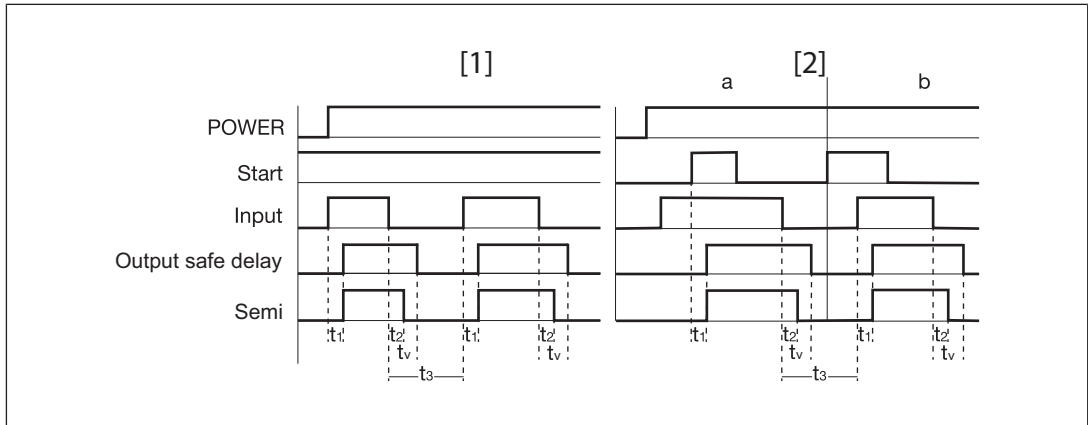 [1] [2]
a b
POWER
Start
Input
Output safe delay
Semi
t1 t2 t1 t2 t1 t2 t1 t2
tv tv tv tv
t3 t3